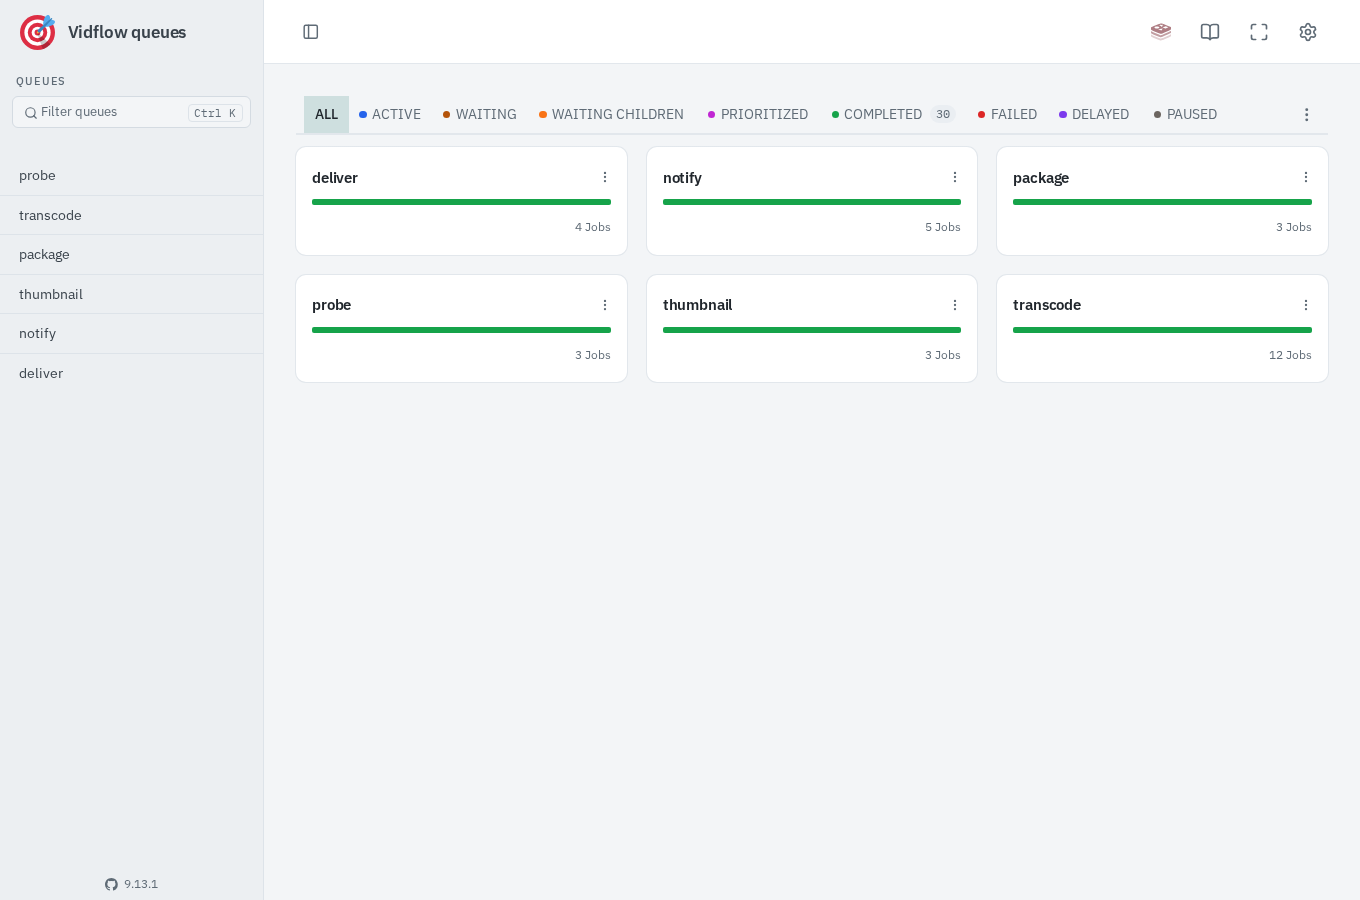 Vidflow queues
QUEUES
Filter queues Ctrl K
probe
transcode
package
thumbnail
notify
deliver
9.13.1
ALL ACTIVE WAITING WAITING CHILDREN PRIORITIZED COMPLETED 30 FAILED DELAYED PAUSED
deliver
4 Jobs
notify
5 Jobs
package
3 Jobs
probe
3 Jobs
thumbnail
3 Jobs
transcode
12 Jobs